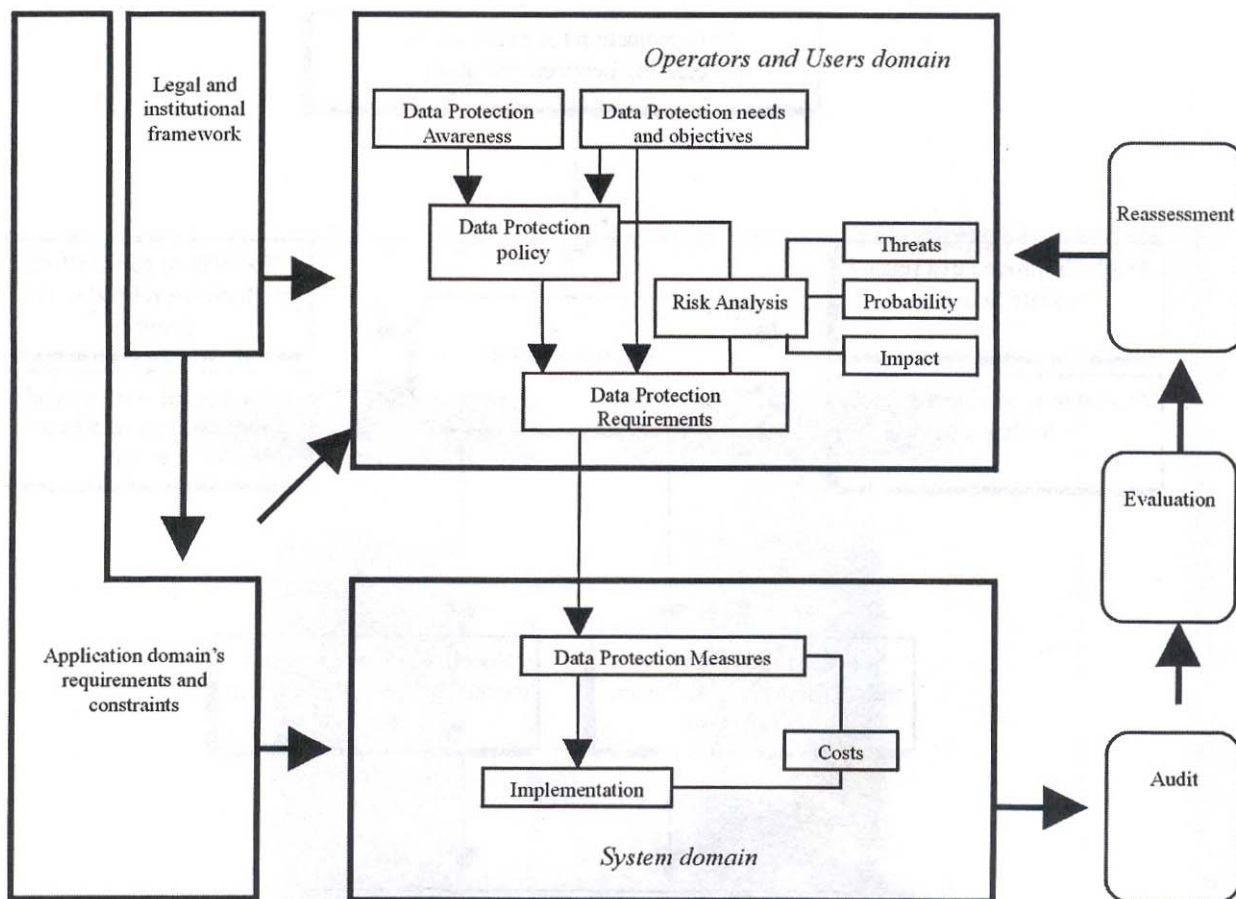 Legal and
institutional
framework
Operators and Users domain
Data Protection
Awareness
Data Protection needs
and objectives
Data Protection
policy
Risk Analysis
Threats
Probability
Impact
Data Protection
Requirements
Reassessment
Evaluation
Application domain's
requirements and
constraints
Data Protection Measures
Costs
Implementation
Audit
System domain